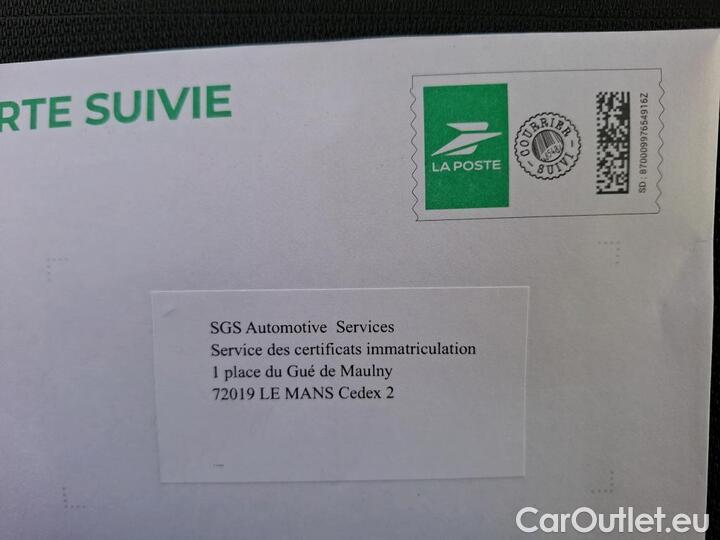 RTE SUIVIE
LA POSTE
COURRIER
SUIVI
SD : 87000997654916Z
SGS Automotive Services
Service des certificats immatriculation
1 place du Gué de Maulny
72019 LE MANS Cedex 2
CarOutlet.eu